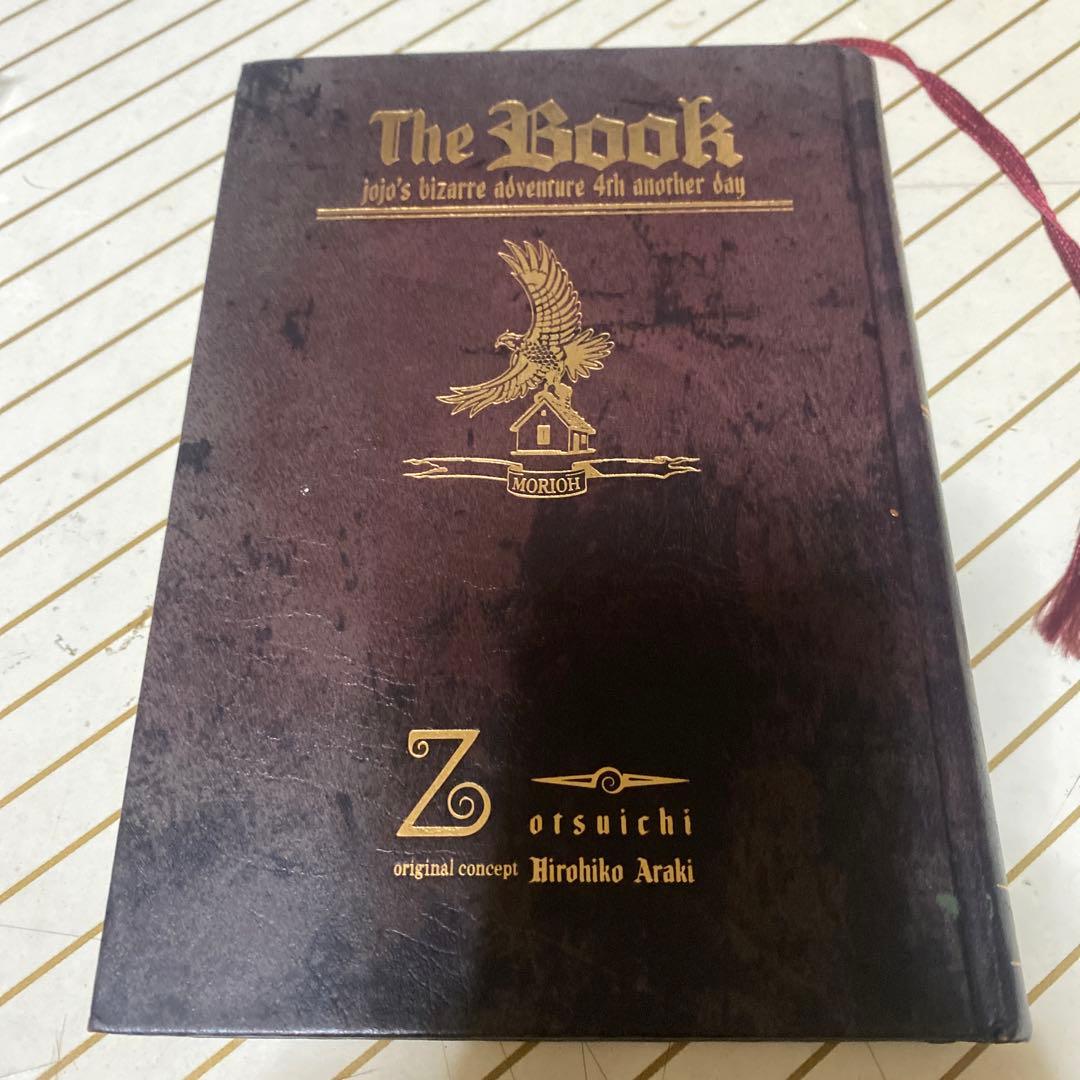 The Book
jojo's bizarre adventure 4th another day
MORIOH
Z otsuichi
original concept Hirohiko Araki